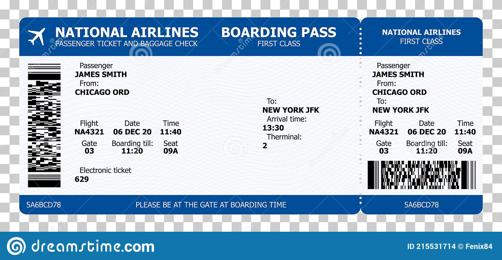 NATIONAL AIRLINES
PASSENGER TICKET AND BAGGAGE CHECK
BOARDING PASS
FIRST CLASS
NATIONAL AIRLINES
FIRST CLASS
Passenger
JAMES SMITH
From:
CHICAGO ORD
To:
NEW YORK JFK
Arrival time:
13:30
Therminal:
2
Flight Date Time
NA4321 06 DEC 20 11:40
Gate Boarding till: Seat
03 11:20 09A
Electronic ticket
629
Passenger
JAMES SMITH
From:
CHICAGO ORD
To:
NEW YORK JFK
Flight Date Time
NA4321 06 DEC 20 11:40
Gate Boarding till: Seat
03 11:20 09A
5A6BCD78
PLEASE BE AT THE GATE AT BOARDING TIME
5A6BCD78
dreamstime.com
ID 215531714 © Fenix84